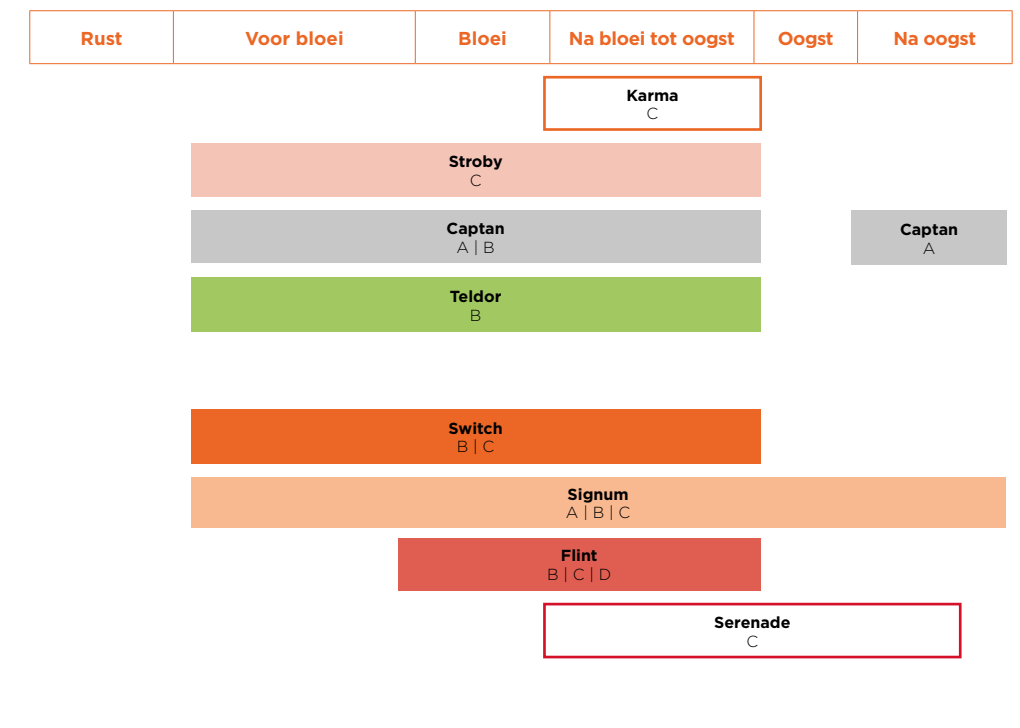 Rust Voor bloei Bloei Na bloei tot oogst Oogst Na oogst
Karma
C
Stroby
C
Captan
A | B
Captan
A
Teldor
B
Switch
B | C
Signum
A | B | C
Flint
B | C | D
Serenade
C